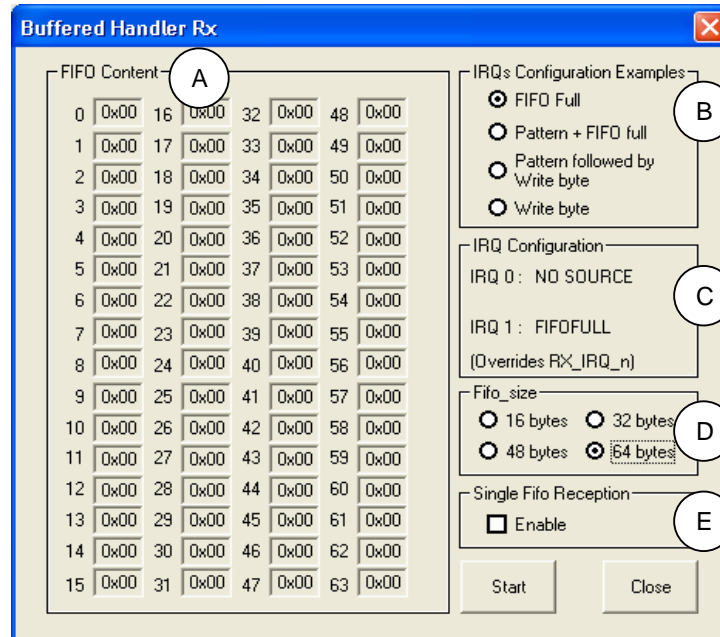 Buffered Handler Rx
FIFO Content
A
0 0x00 16 0x00 32 0x00 48 0x00
1 0x00 17 0x00 33 0x00 49 0x00
2 0x00 18 0x00 34 0x00 50 0x00
3 0x00 19 0x00 35 0x00 51 0x00
4 0x00 20 0x00 36 0x00 52 0x00
5 0x00 21 0x00 37 0x00 53 0x00
6 0x00 22 0x00 38 0x00 54 0x00
7 0x00 23 0x00 39 0x00 55 0x00
8 0x00 24 0x00 40 0x00 56 0x00
9 0x00 25 0x00 41 0x00 57 0x00
10 0x00 26 0x00 42 0x00 58 0x00
11 0x00 27 0x00 43 0x00 59 0x00
12 0x00 28 0x00 44 0x00 60 0x00
13 0x00 29 0x00 45 0x00 61 0x00
14 0x00 30 0x00 46 0x00 62 0x00
15 0x00 31 0x00 47 0x00 63 0x00
IRQs Configuration Examples
FIFO Full
B
Pattern + FIFO full
Pattern followed by
Write byte
Write byte
IRQ Configuration
IRQ 0 : NO SOURCE
C
IRQ 1 : FIFOFULL
(Overrides RX_IRQ_n)
Fifo_size
16 bytes 32 bytes
D
48 bytes 64 bytes
Single Fifo Reception
Enable
E
Start Close